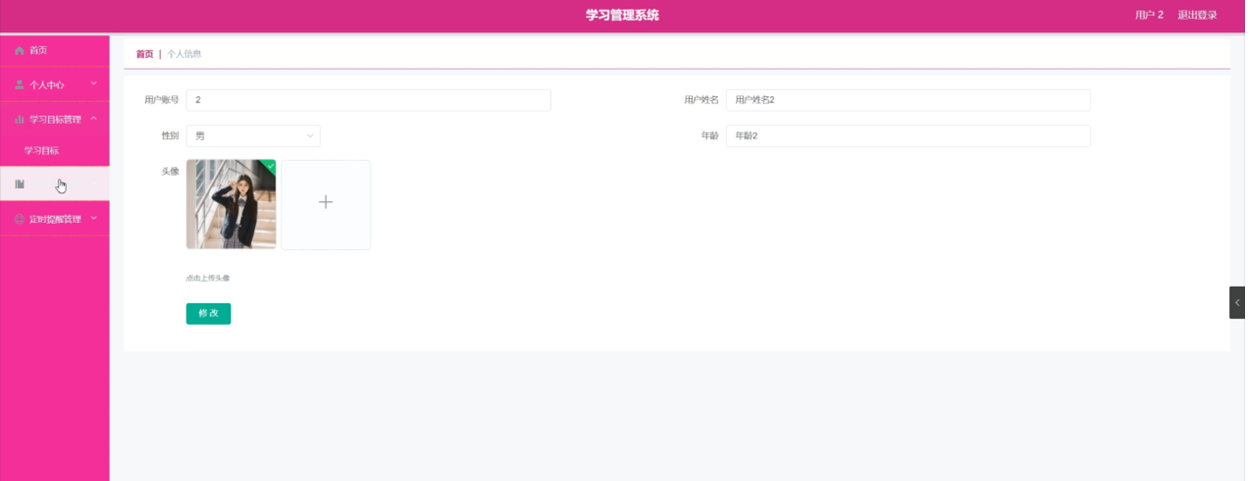 学习管理系统
用户 2 退出登录
首页
个人中心
学习目标管理
学习目标
定时提醒管理
首页 | 个人信息
用户账号 2
用户姓名 用户姓名2
性别 男
年龄 年龄2
头像
点击上传头像
修改